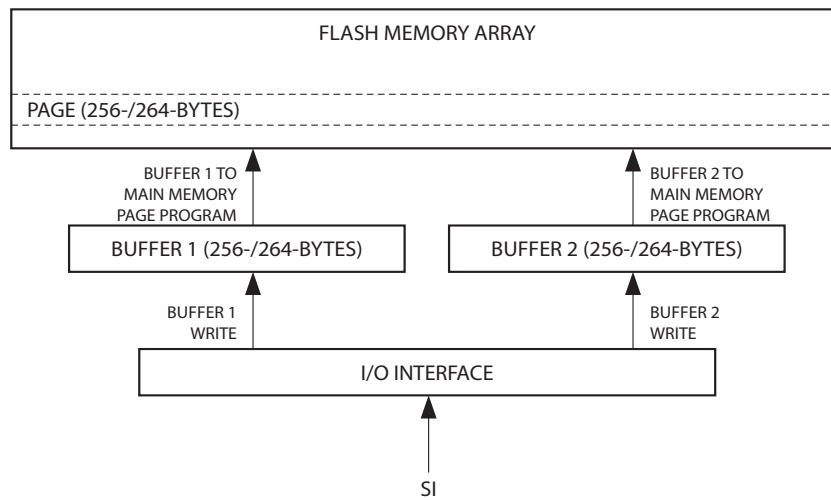 FLASH MEMORY ARRAY
PAGE (256-/264-BYTES)
BUFFER 1 TO
MAIN MEMORY
PAGE PROGRAM
BUFFER 2 TO
MAIN MEMORY
PAGE PROGRAM
BUFFER 1 (256-/264-BYTES)
BUFFER 2 (256-/264-BYTES)
BUFFER 1
WRITE
BUFFER 2
WRITE
I/O INTERFACE
SI